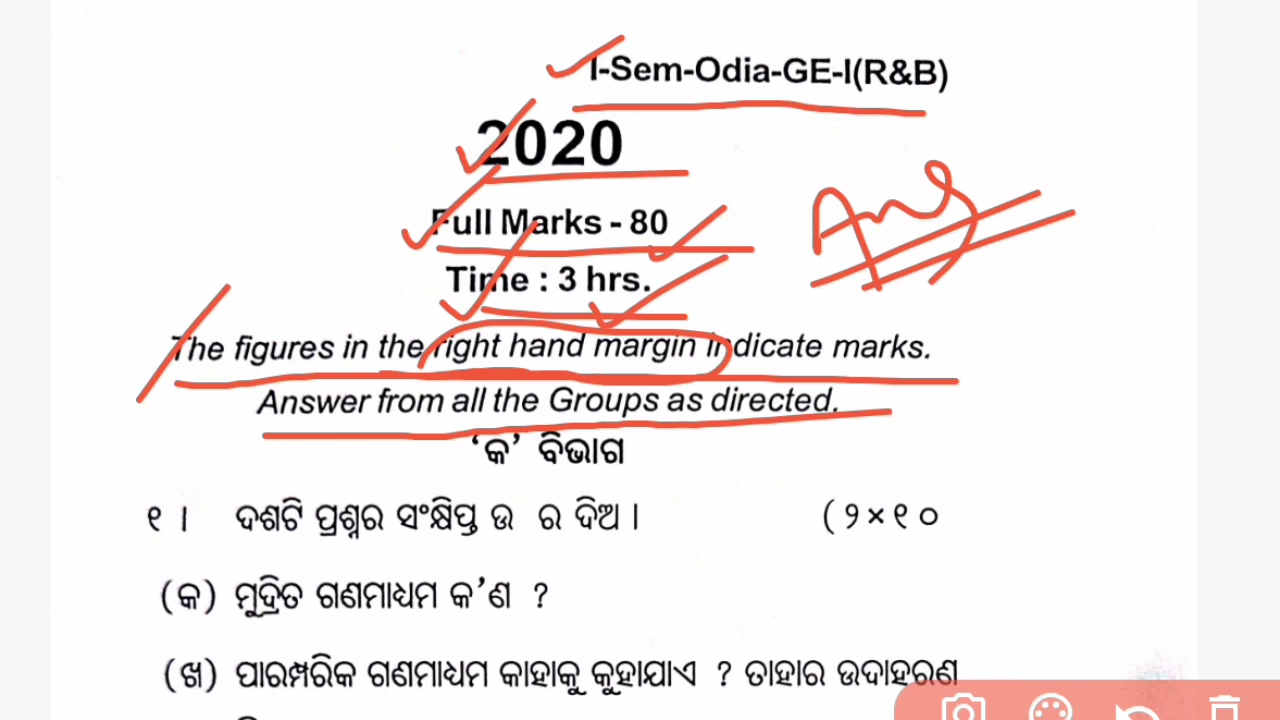 I-Sem-Odia-GE-I(R&B)
2020
Full Marks - 80
Ans
Time : 3 hrs.
The figures in the right hand margin indicate marks.
Answer from all the Groups as directed.
‘କ’ ବିଭାଗ
୧ । ଦଶଟି ପ୍ରଶ୍ନର ସଂକ୍ଷିପ୍ତ ଉ ର ଦିଅ । (୨×୧୦
(କ) ମୁଦ୍ରିତ ଗଣମାଧ୍ୟମ କ’ଣ ?
(ଖ) ପାରମ୍ପରିକ ଗଣମାଧ୍ୟମ କାହାକୁ କୁହାଯାଏ ? ତାହାର ଉଦାହରଣ